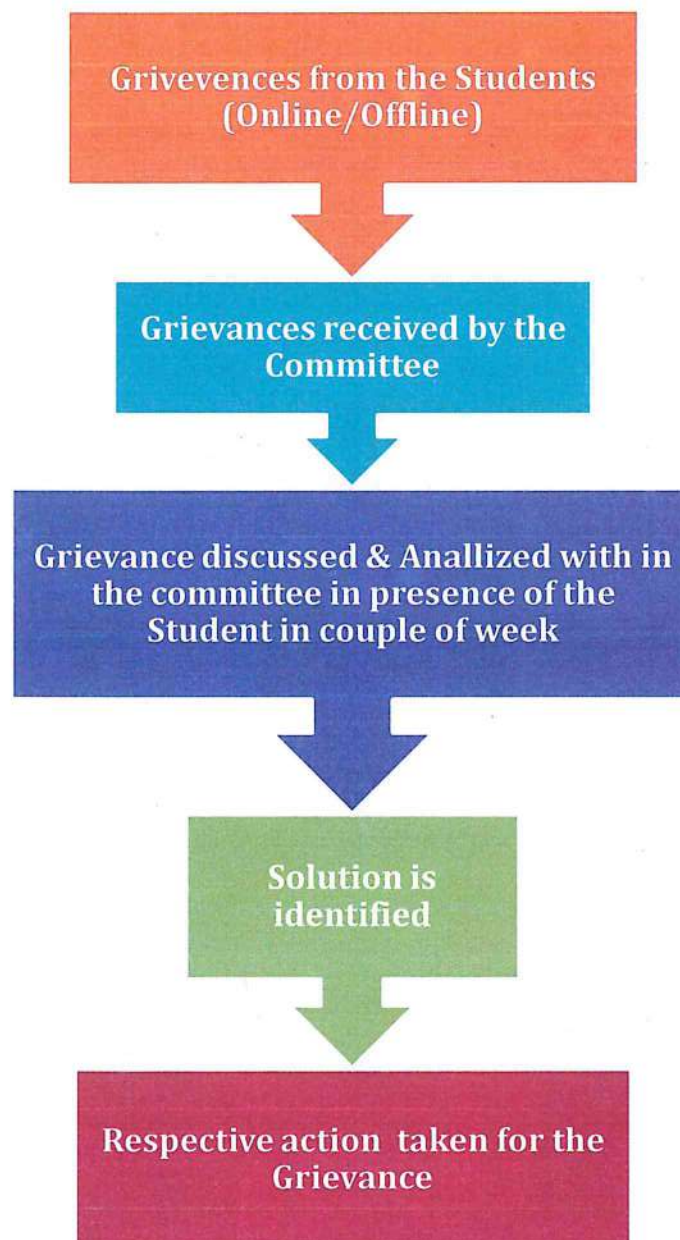 Grivevences from the Students
(Online/Offline)
Grievances received by the
Committee
Grievance discussed & Anallized with in
the committee in presence of the
Student in couple of week
Solution is
identified
Respective action taken for the
Grievance